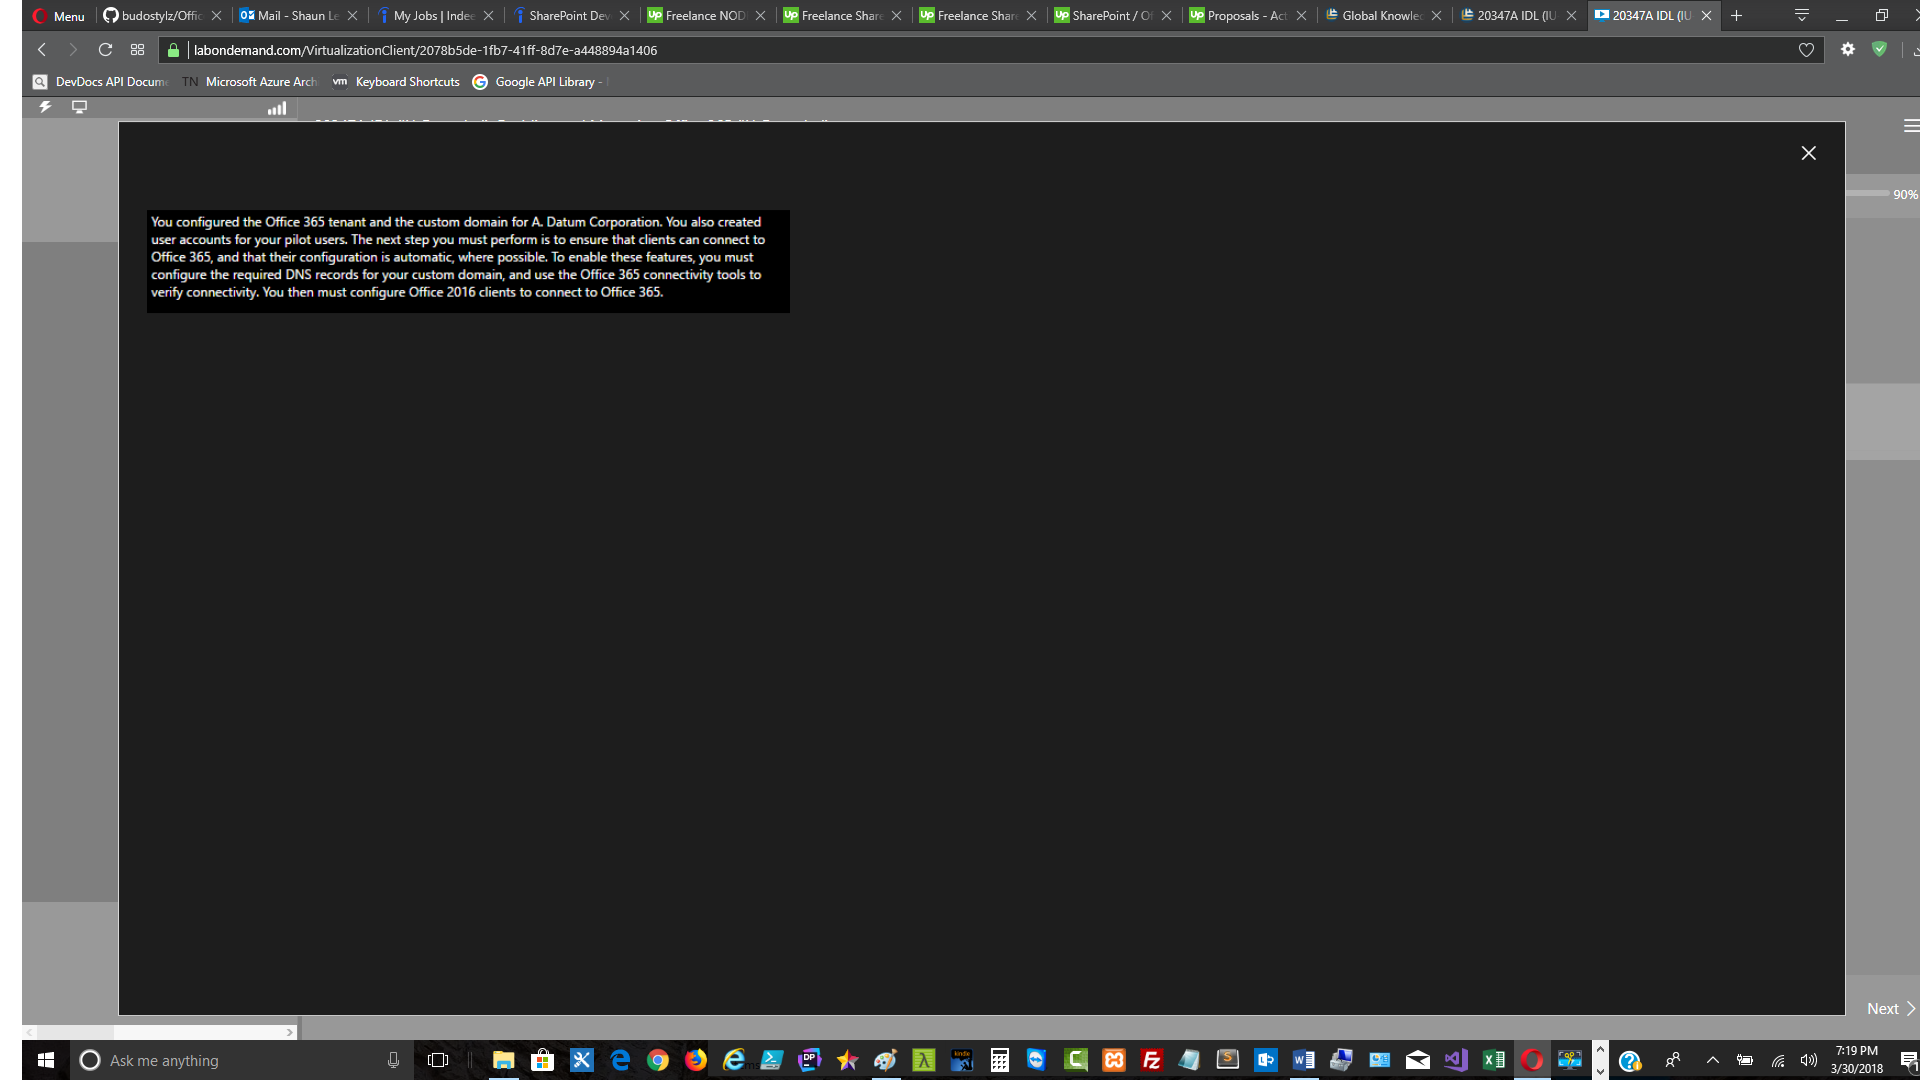 Menu
budostylz/Offic
Mail - Shaun Le
My Jobs | Indee
SharePoint Dev
Freelance NOD
Freelance Share
Freelance Share
SharePoint / Of
Proposals - Act
Global Knowled
20347A IDL (IU
20347A IDL (IU
labondemand.com/VirtualizationClient/2078b5de-1fb7-41ff-8d7e-a448894a1406
DevDocs API Docume
TN Microsoft Azure Arch
vm Keyboard Shortcuts
Google API Library -
90%
You configured the Office 365 tenant and the custom domain for A. Datum Corporation. You also created
user accounts for your pilot users. The next step you must perform is to ensure that clients can connect to
Office 365, and that their configuration is automatic, where possible. To enable these features, you must
configure the required DNS records for your custom domain, and use the Office 365 connectivity tools to
verify connectivity. You then must configure Office 2016 clients to connect to Office 365.
Next
Ask me anything
7:19 PM
3/30/2018